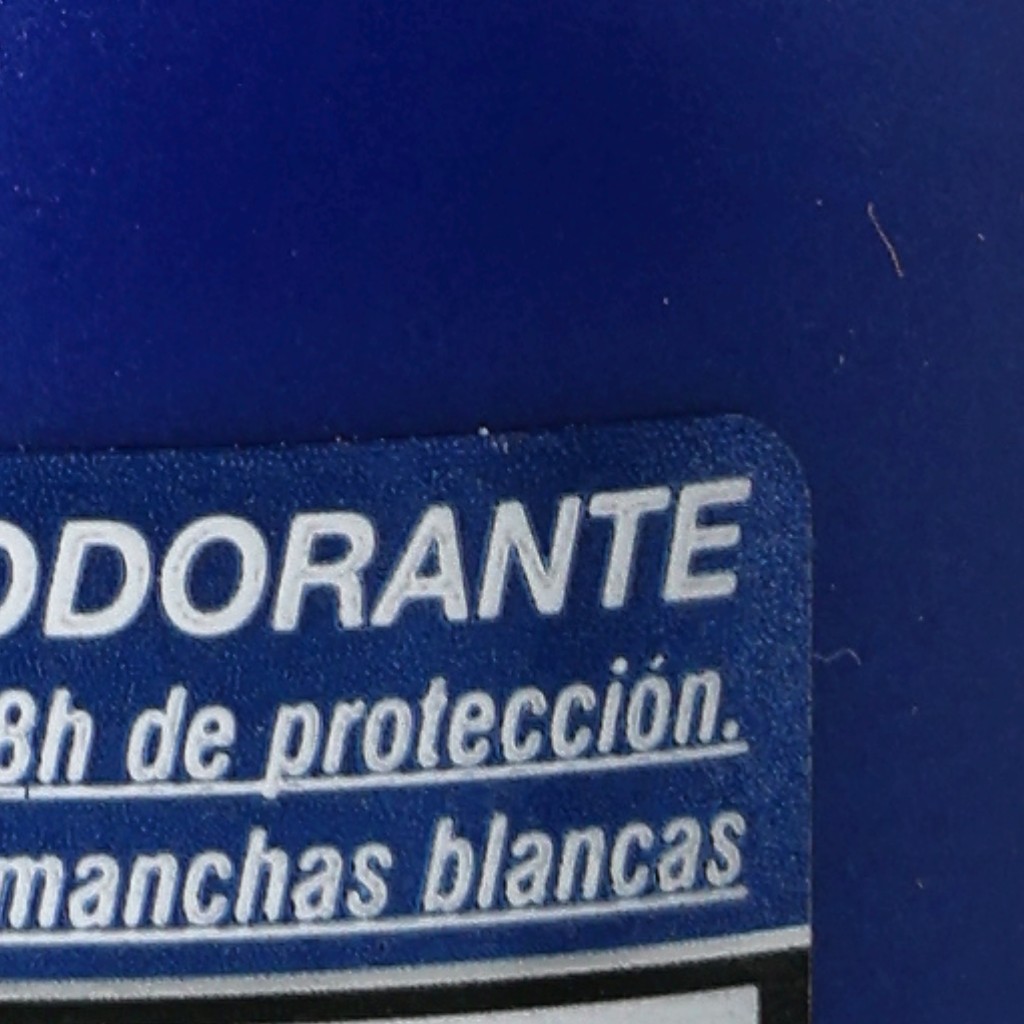 ODORANTE
8h de protección.
manchas blancas